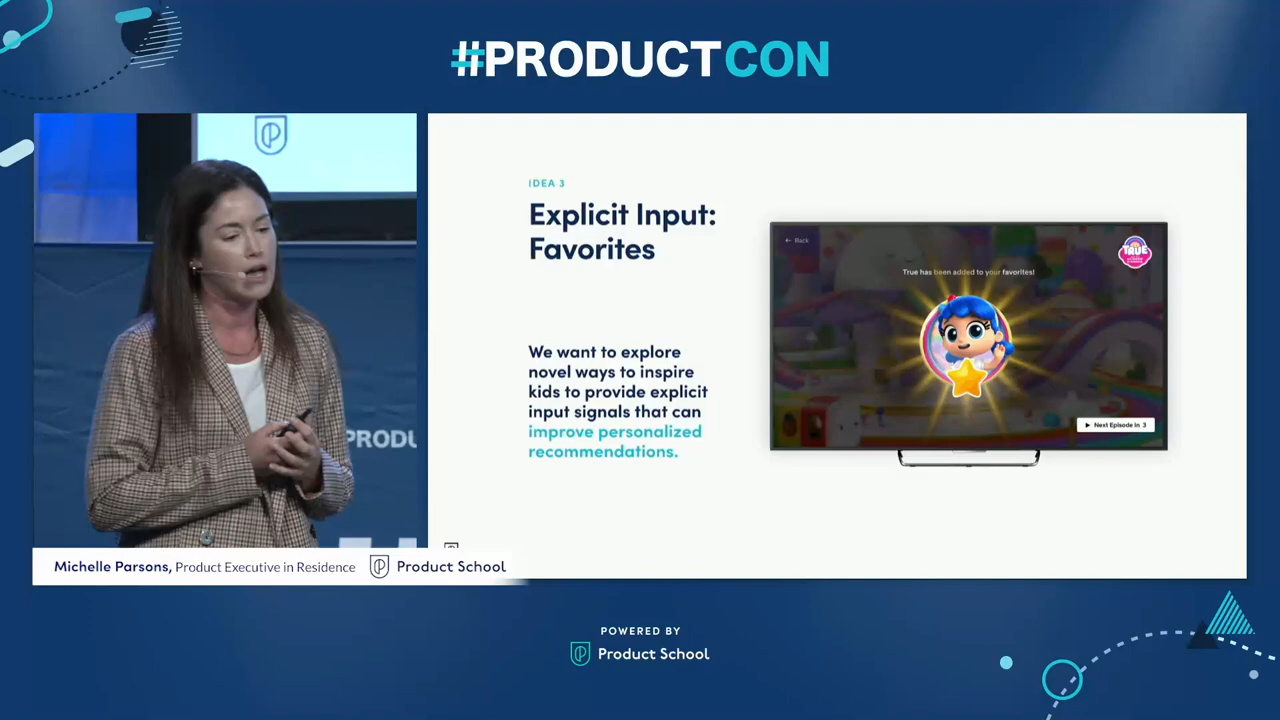 #PRODUCTCON
IDEA 3
Explicit Input:
Favorites
We want to explore
novel ways to inspire
kids to provide explicit
input signals that can
improve personalized
recommendations.
← Back
TRUE
True has been added to your favorites!
▶ Next Episode In 3
PRODU
Michelle Parsons, Product Executive in Residence
Product School
POWERED BY
Product School